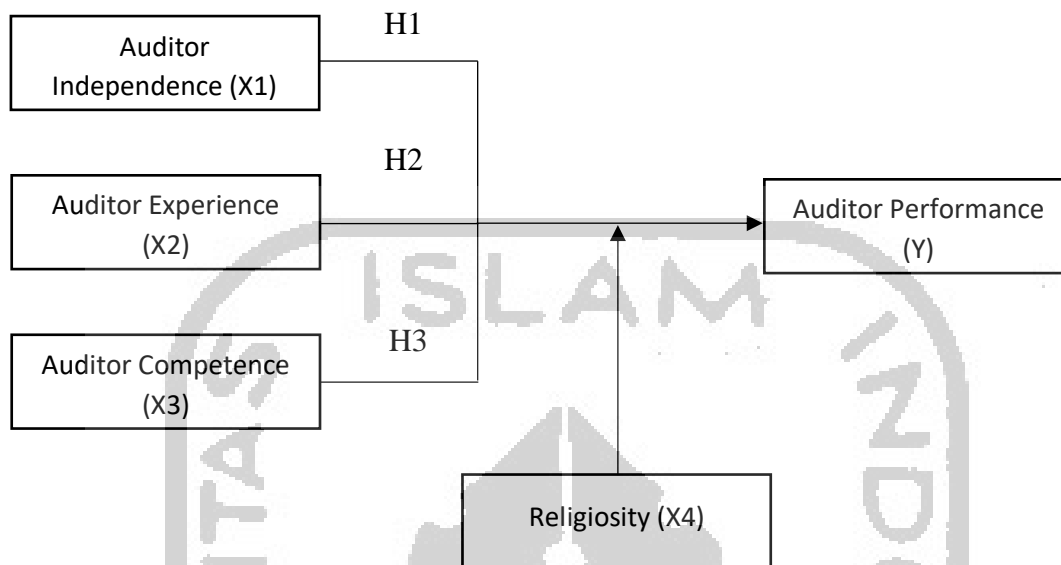 H1
Auditor
Independence (X1)
H2
Auditor Experience
(X2)
Auditor Performance
(Y)
ISLAM
H3
Auditor Competence
(X3)
Religiosity (X4)